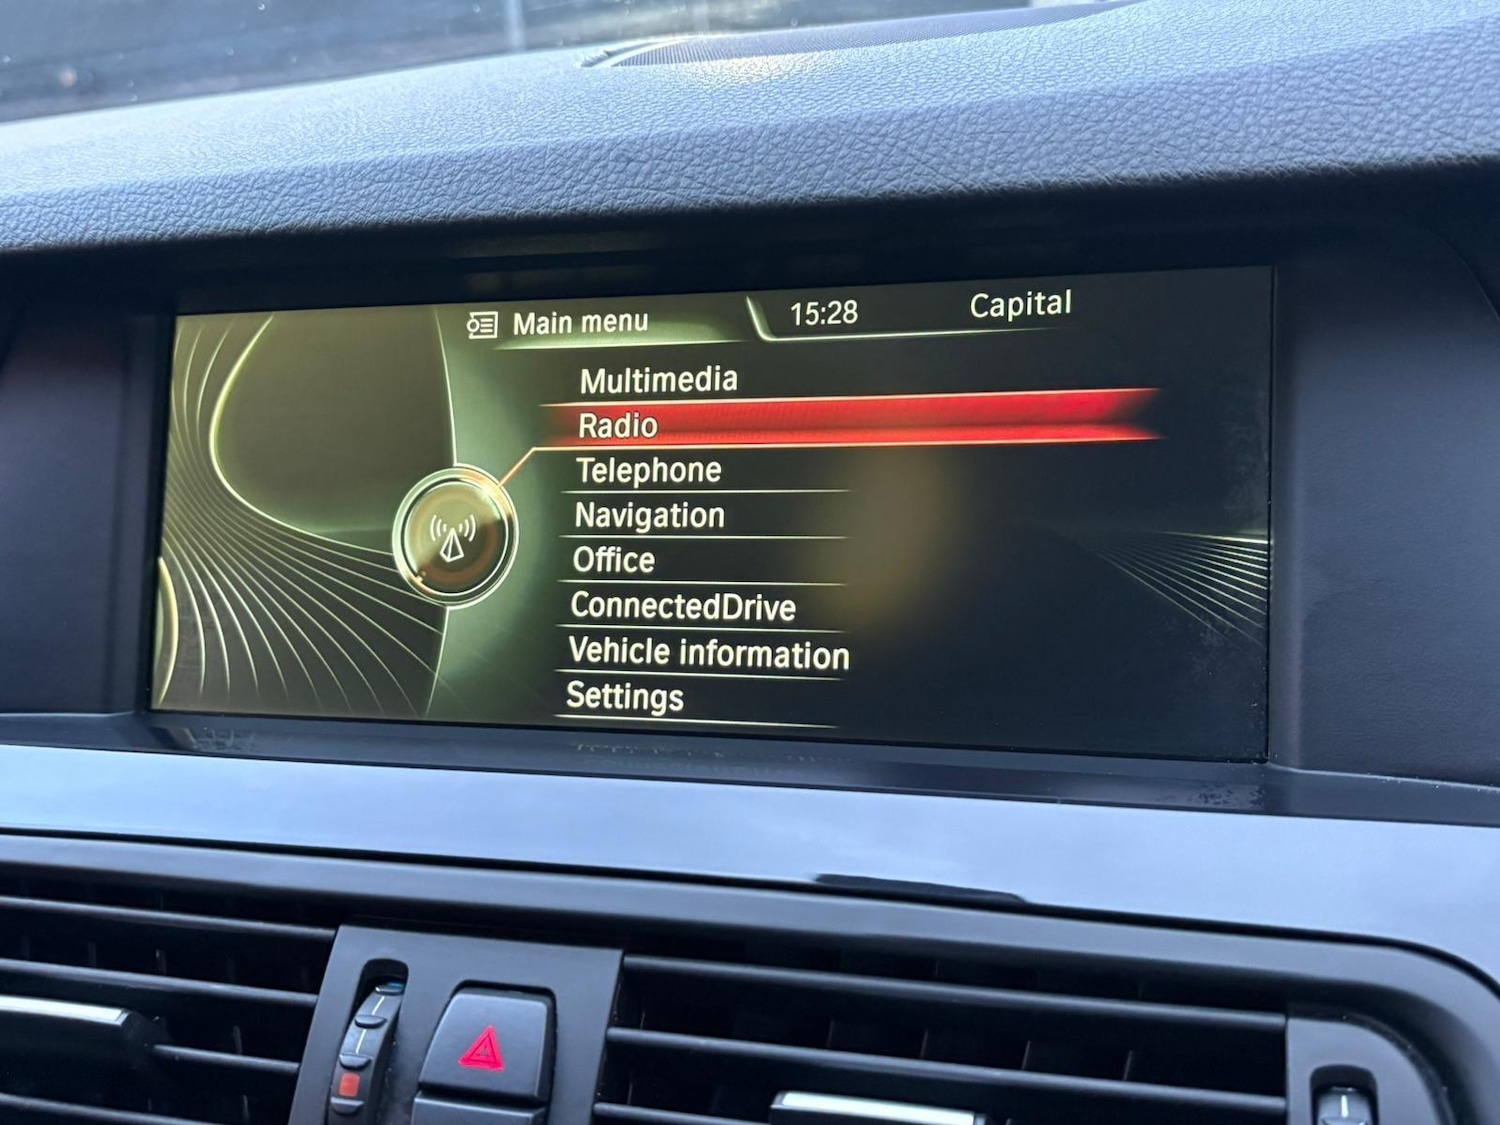 Main menu 15:28 Capital
Multimedia
Radio
Telephone
Navigation
Office
ConnectedDrive
Vehicle information
Settings